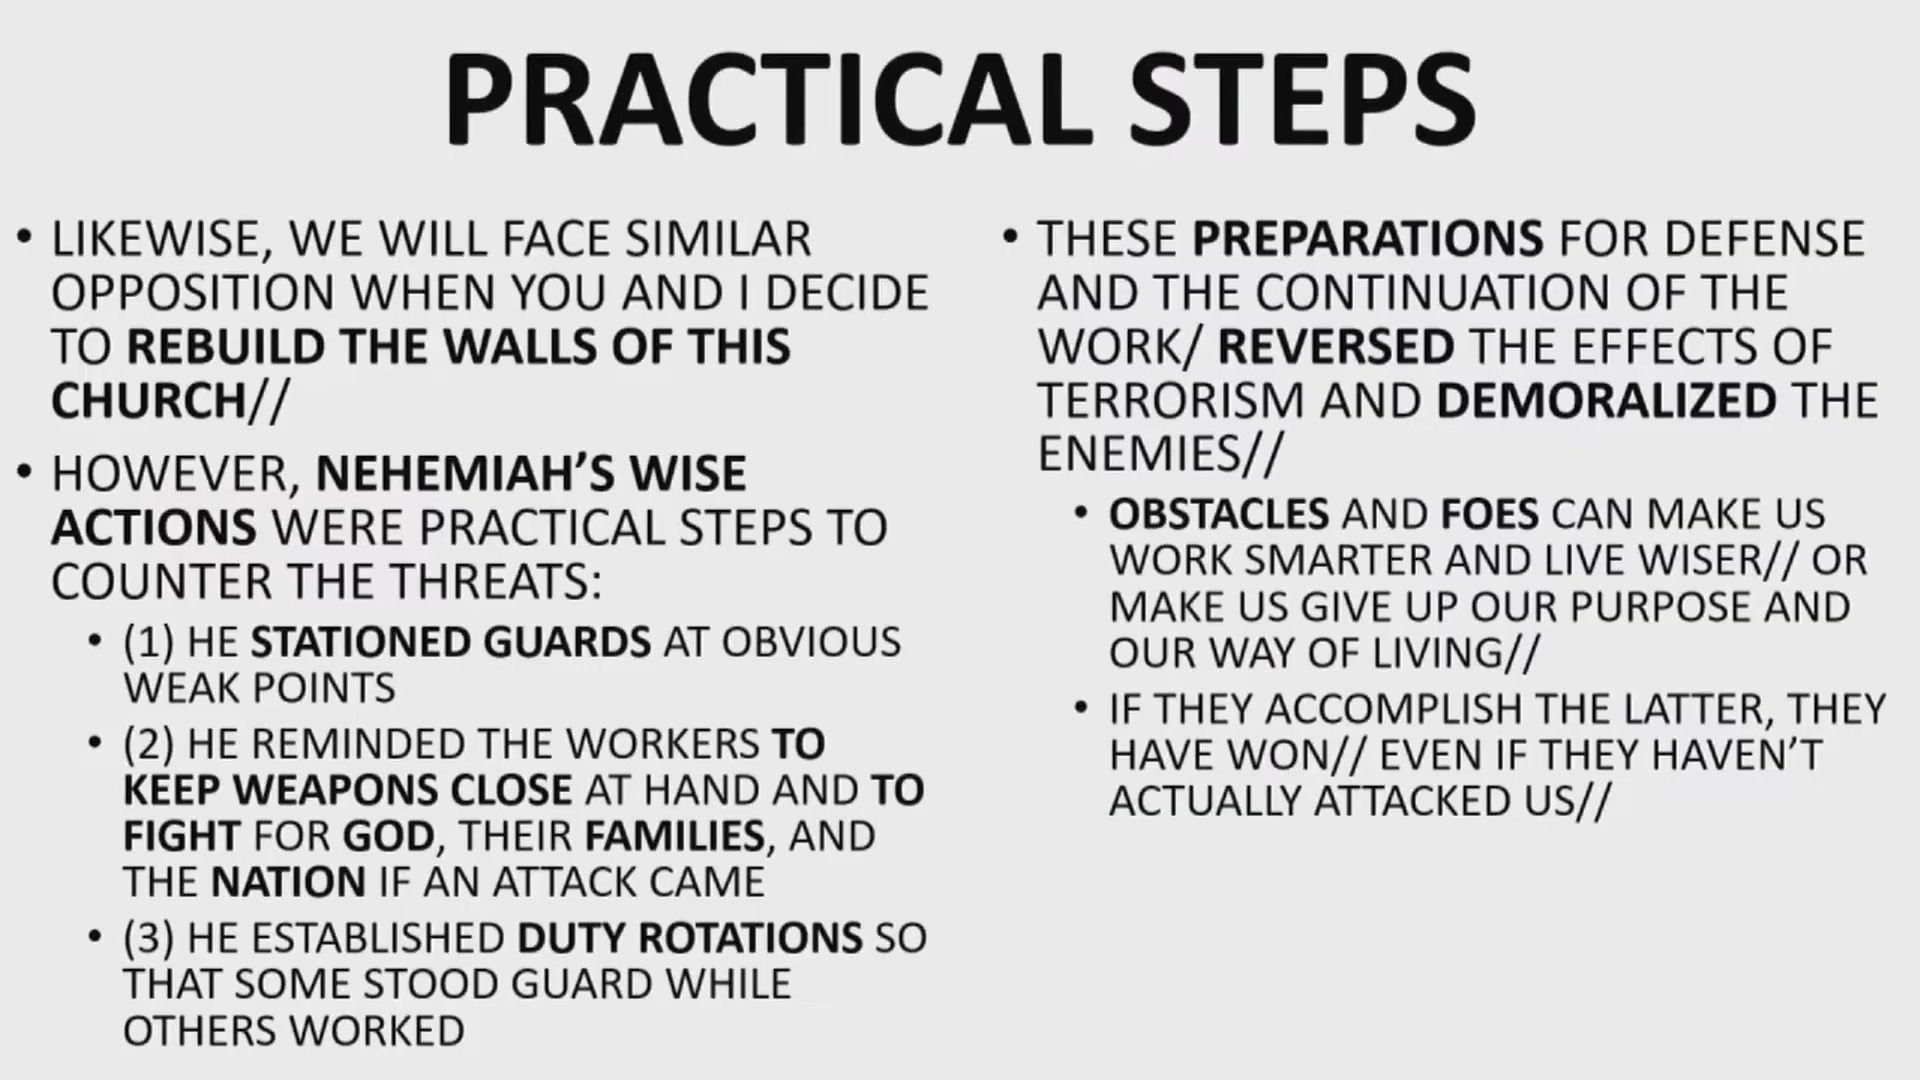 PRACTICAL STEPS
• LIKEWISE, WE WILL FACE SIMILAR
OPPOSITION WHEN YOU AND I DECIDE
TO REBUILD THE WALLS OF THIS
CHURCH//
• HOWEVER, NEHEMIAH’S WISE
ACTIONS WERE PRACTICAL STEPS TO
COUNTER THE THREATS:
• (1) HE STATIONED GUARDS AT OBVIOUS
WEAK POINTS
• (2) HE REMINDED THE WORKERS TO
KEEP WEAPONS CLOSE AT HAND AND TO
FIGHT FOR GOD, THEIR FAMILIES, AND
THE NATION IF AN ATTACK CAME
• (3) HE ESTABLISHED DUTY ROTATIONS SO
THAT SOME STOOD GUARD WHILE
OTHERS WORKED
• THESE PREPARATIONS FOR DEFENSE
AND THE CONTINUATION OF THE
WORK/ REVERSED THE EFFECTS OF
TERRORISM AND DEMORALIZED THE
ENEMIES//
• OBSTACLES AND FOES CAN MAKE US
WORK SMARTER AND LIVE WISER// OR
MAKE US GIVE UP OUR PURPOSE AND
OUR WAY OF LIVING//
• IF THEY ACCOMPLISH THE LATTER, THEY
HAVE WON// EVEN IF THEY HAVEN’T
ACTUALLY ATTACKED US//